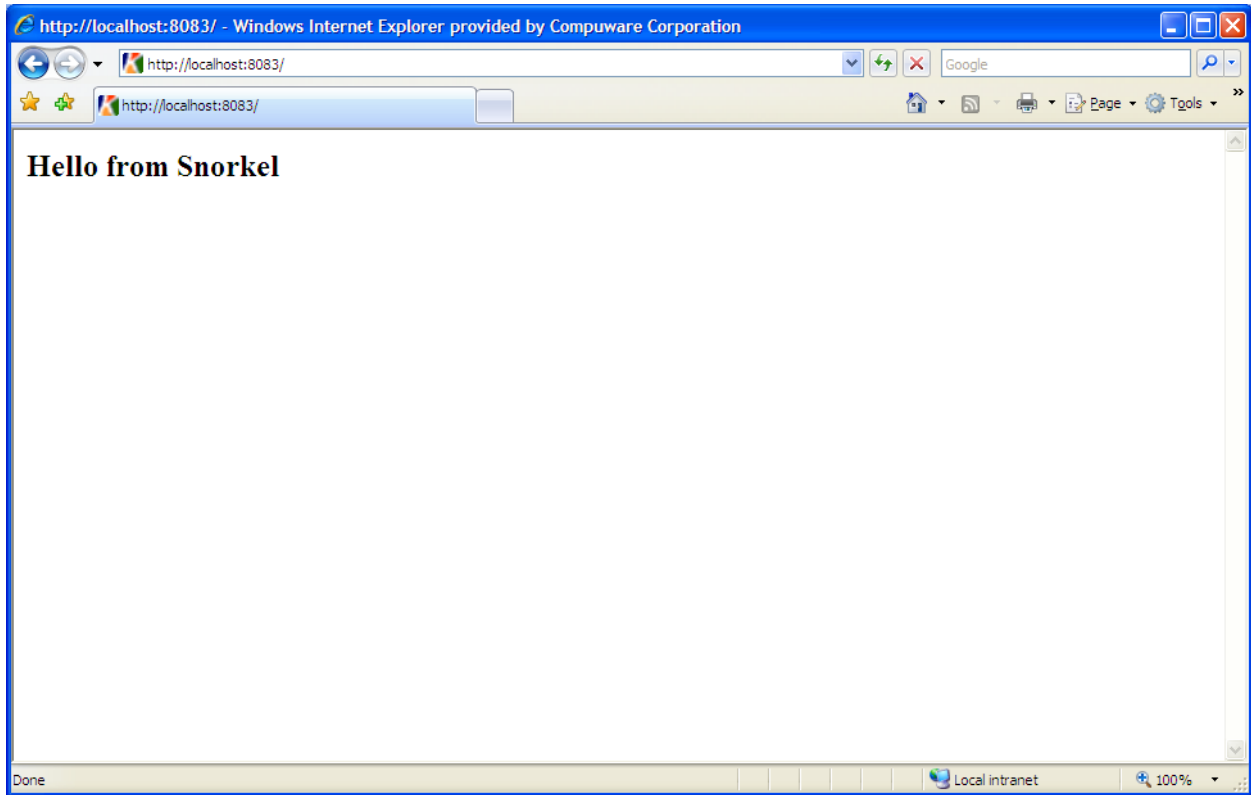 http://localhost:8083/ - Windows Internet Explorer provided by Compuware Corporation
http://localhost:8083/
Google
http://localhost:8083/
Page
Tools
Hello from Snorkel
Done
Local intranet
100%